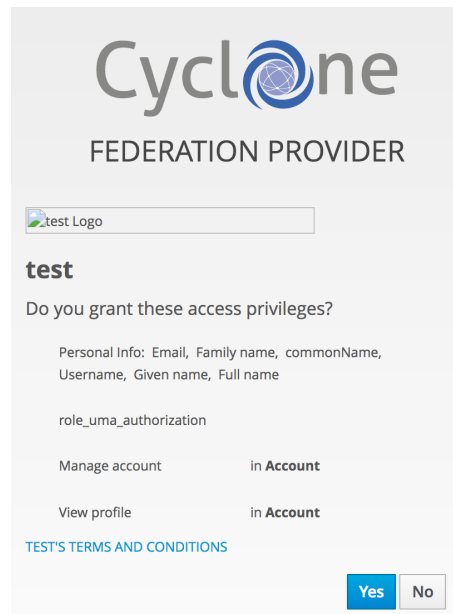 Cyclone
FEDERATION PROVIDER
test Logo
test
Do you grant these access privileges?
Personal Info: Email, Family name, commonName,
Username, Given name, Full name
role_uma_authorization
Manage account in Account
View profile in Account
TEST'S TERMS AND CONDITIONS
Yes No